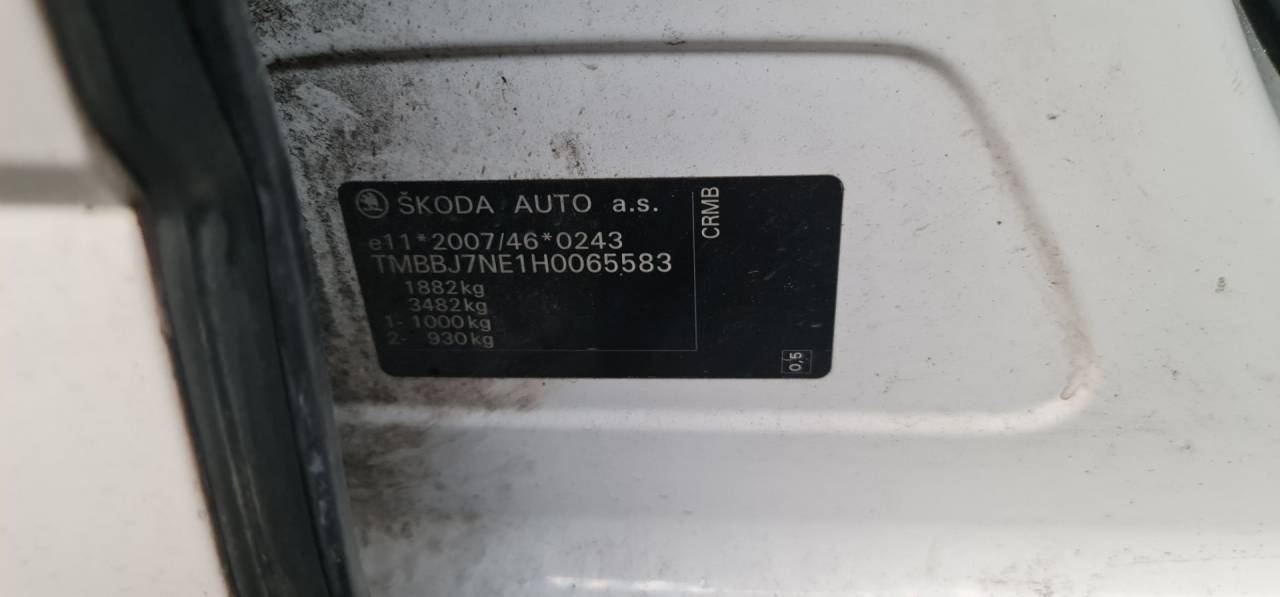 ŠKODA AUTO a.s.
e11*2007/46*0243
TMBBJ7NE1H0065583
1882kg
3482kg
1- 1000kg
2- 930kg
CRMB
0,5